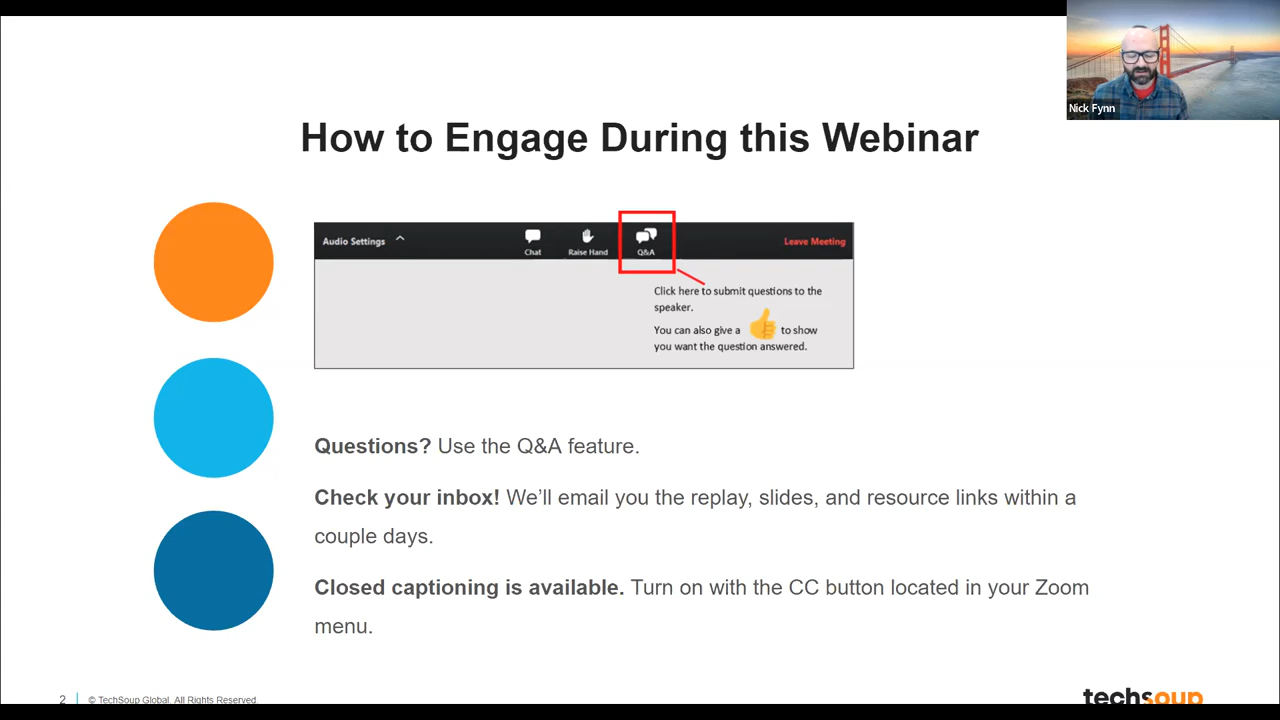 Nick Fynn
How to Engage During this Webinar
Audio Settings
Chat
Raise Hand
Q&A
Leave Meeting
Click here to submit questions to the
speaker.
You can also give a 👍 to show
you want the question answered.
Questions? Use the Q&A feature.
Check your inbox! We’ll email you the replay, slides, and resource links within a
couple days.
Closed captioning is available. Turn on with the CC button located in your Zoom
menu.
2 | © TechSoup Global. All Rights Reserved.
techsoup